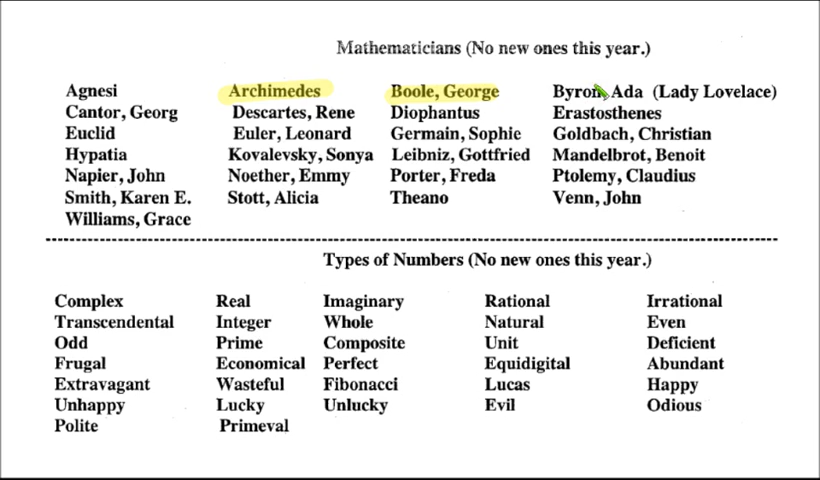 Mathematicians (No new ones this year.)
Agnesi Archimedes Boole, George Byron, Ada (Lady Lovelace)
Cantor, Georg Descartes, Rene Diophantus Erastosthenes
Euclid Euler, Leonard Germain, Sophie Goldbach, Christian
Hypatia Kovalevsky, Sonya Leibniz, Gottfried Mandelbrot, Benoit
Napier, John Noether, Emmy Porter, Freda Ptolemy, Claudius
Smith, Karen E. Stott, Alicia Theano Venn, John
Williams, Grace
Types of Numbers (No new ones this year.)
Complex Real Imaginary Rational Irrational
Transcendental Integer Whole Natural Even
Odd Prime Composite Unit Deficient
Frugal Economical Perfect Equidigital Abundant
Extravagant Wasteful Fibonacci Lucas Happy
Unhappy Lucky Unlucky Evil Odious
Polite Primeval